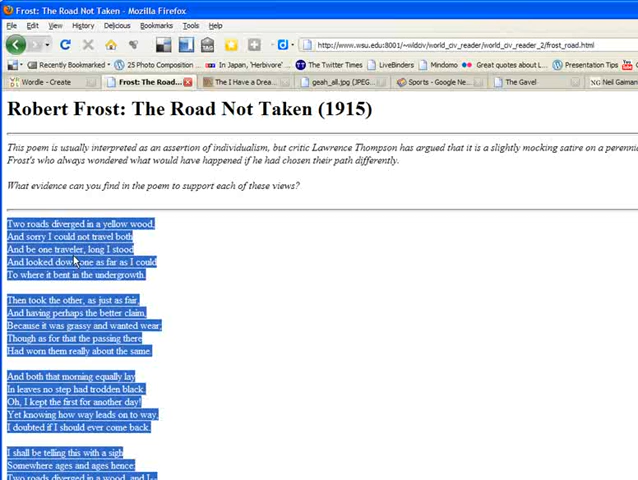 Frost: The Road Not Taken - Mozilla Firefox
File Edit View History Bookmarks Tools Help
http://www.wsu.edu:8001/~wldciv/world_civ_reader/world_civ_reader_2/frost_road.html
Recently Bookmarked 25 Photo Composition In Japan, 'Herbivore' The Twitter Times LiveBinders Mindomo Great quotes about L... Presentation Tips You
Wordle - Create Frost: The Road... The I Have a Drea... geah_all.jpg (JPEG... Sports - Google Ne... The Gavel NG Neil Gaiman
Robert Frost: The Road Not Taken (1915)
This poem is usually interpreted as an assertion of individualism, but critic Lawrence Thompson has argued that it is a slightly mocking satire on a perenni
Frost's who always wondered what would have happened if he had chosen their path differently.
What evidence can you find in the poem to support each of these views?
Two roads diverged in a yellow wood,
And sorry I could not travel both
And be one traveler, long I stood
And looked down one as far as I could
To where it bent in the undergrowth.
Then took the other, as just as fair,
And having perhaps the better claim,
Because it was grassy and wanted wear;
Though as for that the passing there
Had worn them really about the same.
And both that morning equally lay
In leaves no step had trodden black.
Oh, I kept the first for another day!
Yet knowing how way leads on to way,
I doubted if I should ever come back.
I shall be telling this with a sigh
Somewhere ages and ages hence:
Two roads diverged in a wood, and I--